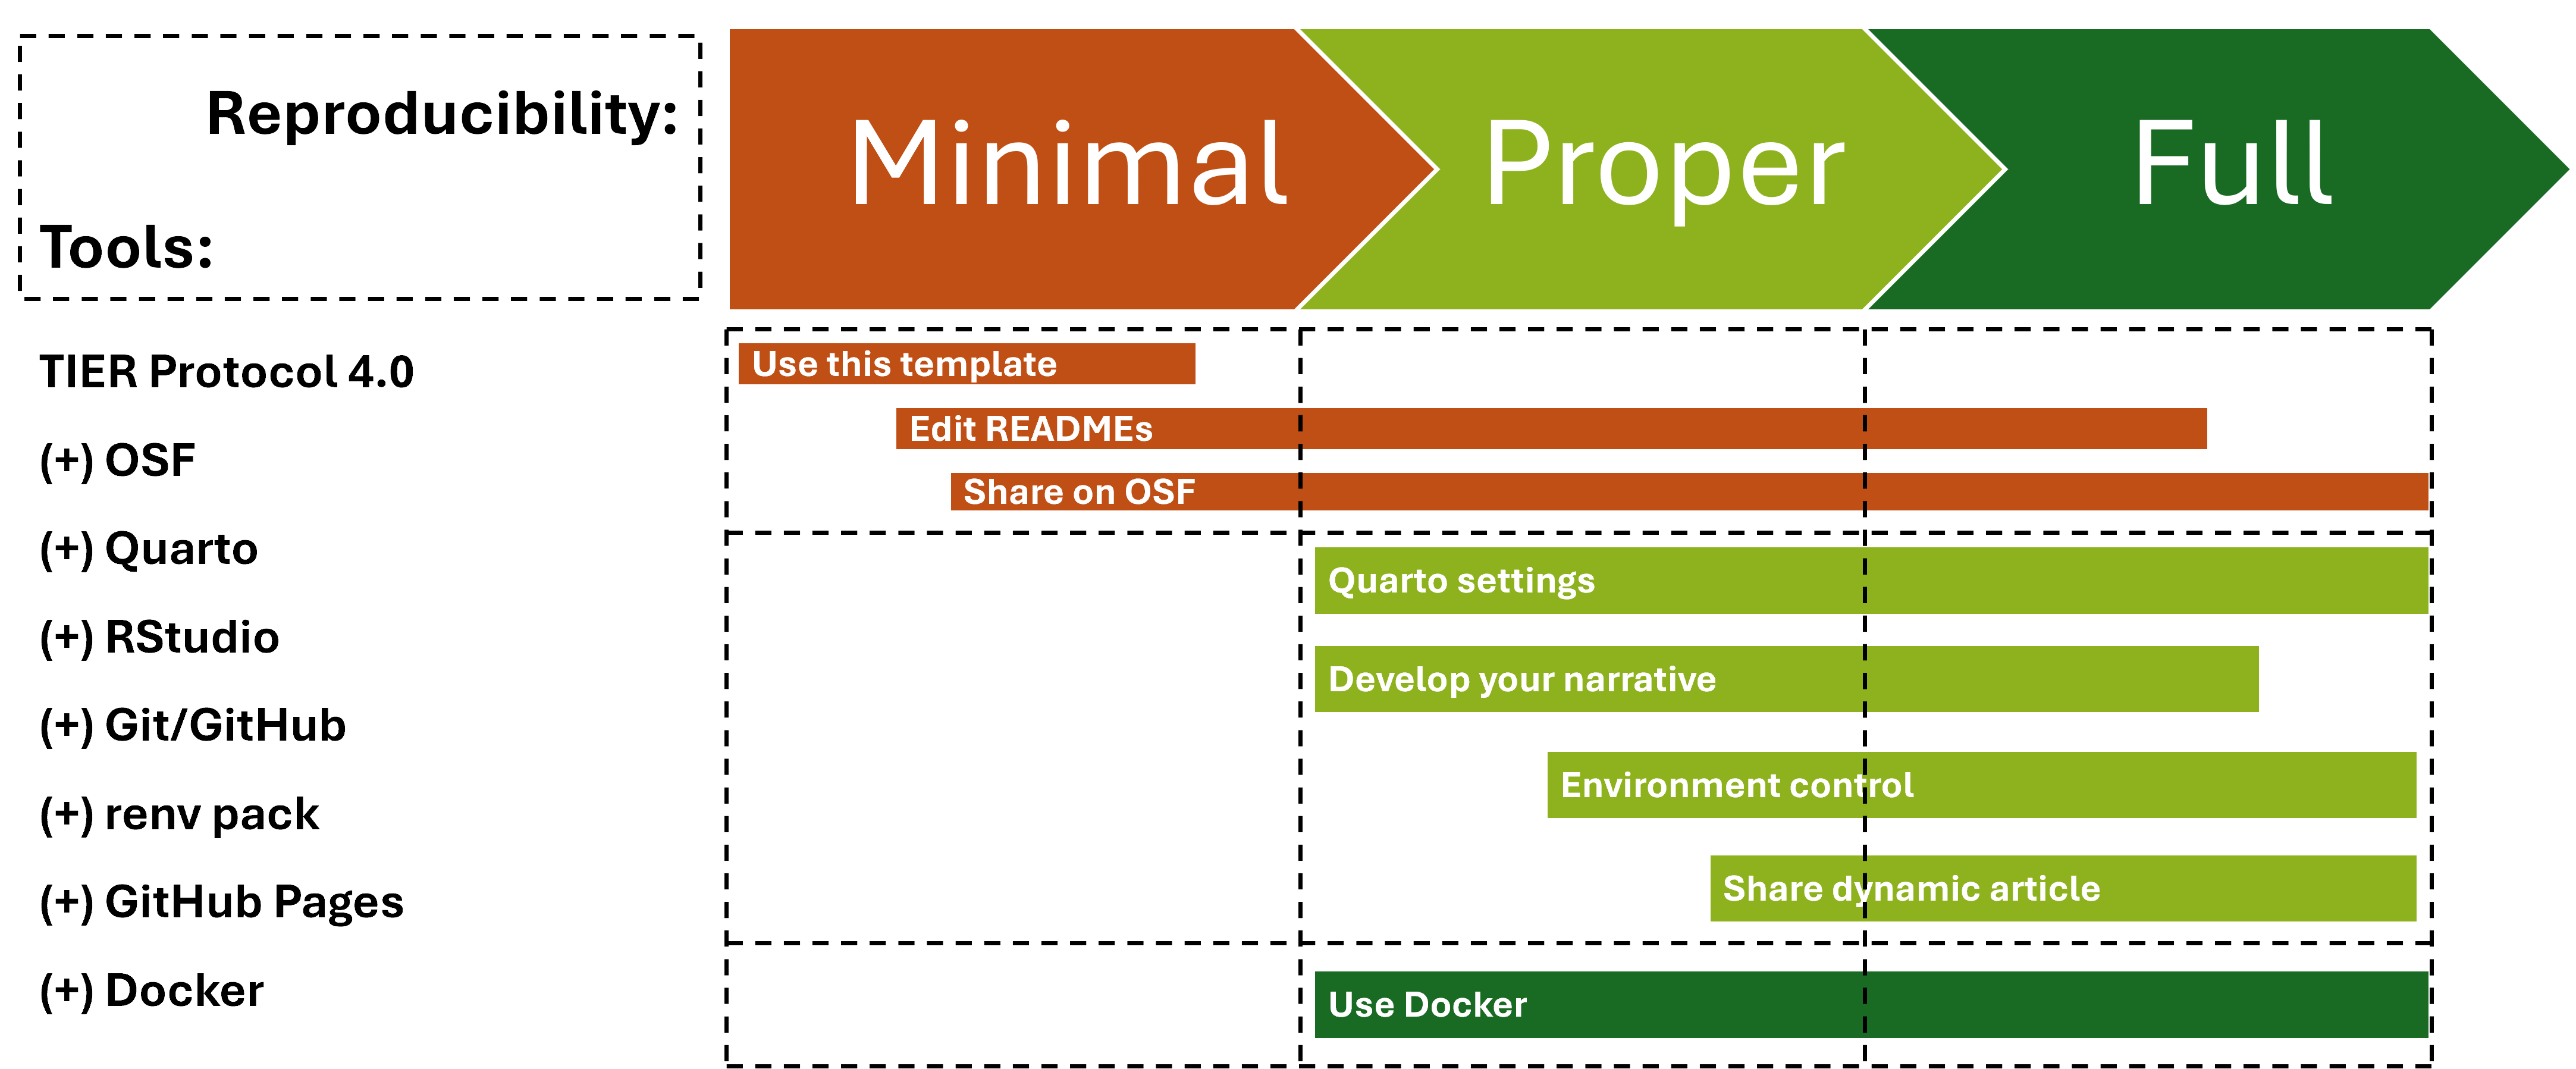 Reproducibility:
Tools:
Minimal
Proper
Full
TIER Protocol 4.0
(+) OSF
(+) Quarto
(+) RStudio
(+) Git/GitHub
(+) renv pack
(+) GitHub Pages
(+) Docker
Use this template
Edit READMEs
Share on OSF
Quarto settings
Develop your narrative
Environment control
Share dynamic article
Use Docker